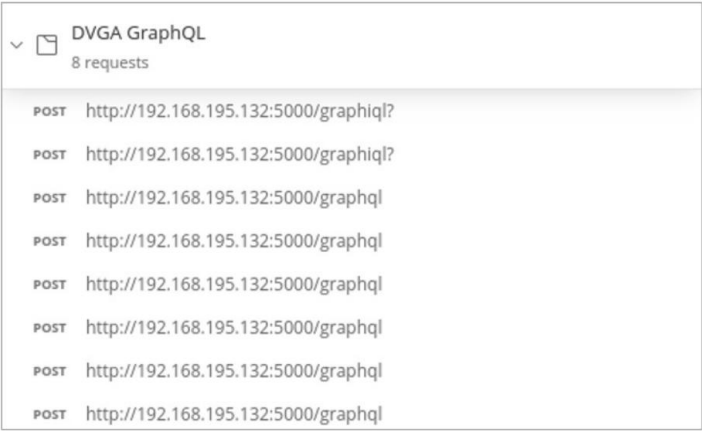 DVGA GraphQL
8 requests
POST http://192.168.195.132:5000/graphiql?
POST http://192.168.195.132:5000/graphiql?
POST http://192.168.195.132:5000/graphql
POST http://192.168.195.132:5000/graphql
POST http://192.168.195.132:5000/graphql
POST http://192.168.195.132:5000/graphql
POST http://192.168.195.132:5000/graphql
POST http://192.168.195.132:5000/graphql